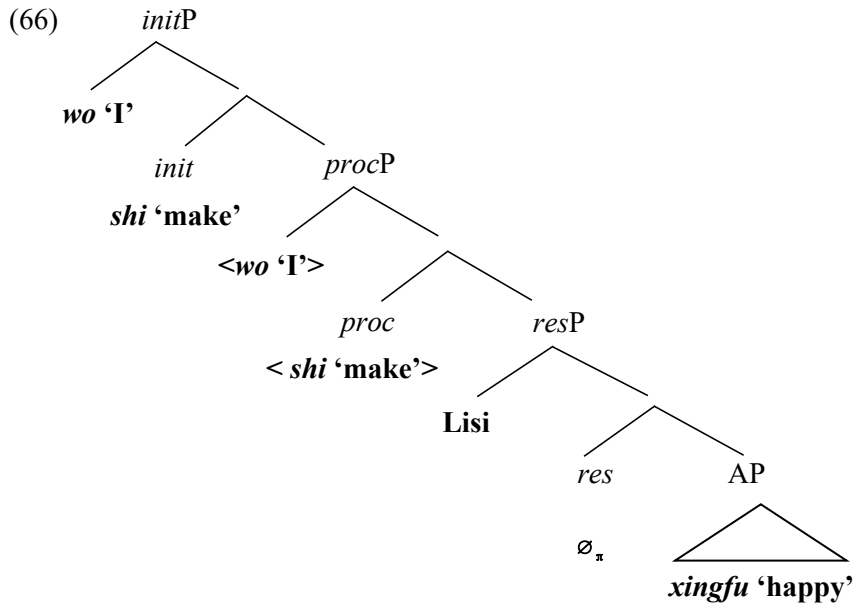 (66) initP
wo ‘I’
init procP
shi ‘make’
<wo ‘I’>
proc resP
< shi ‘make’>
Lisi
res AP
∅π
xingfu ‘happy’